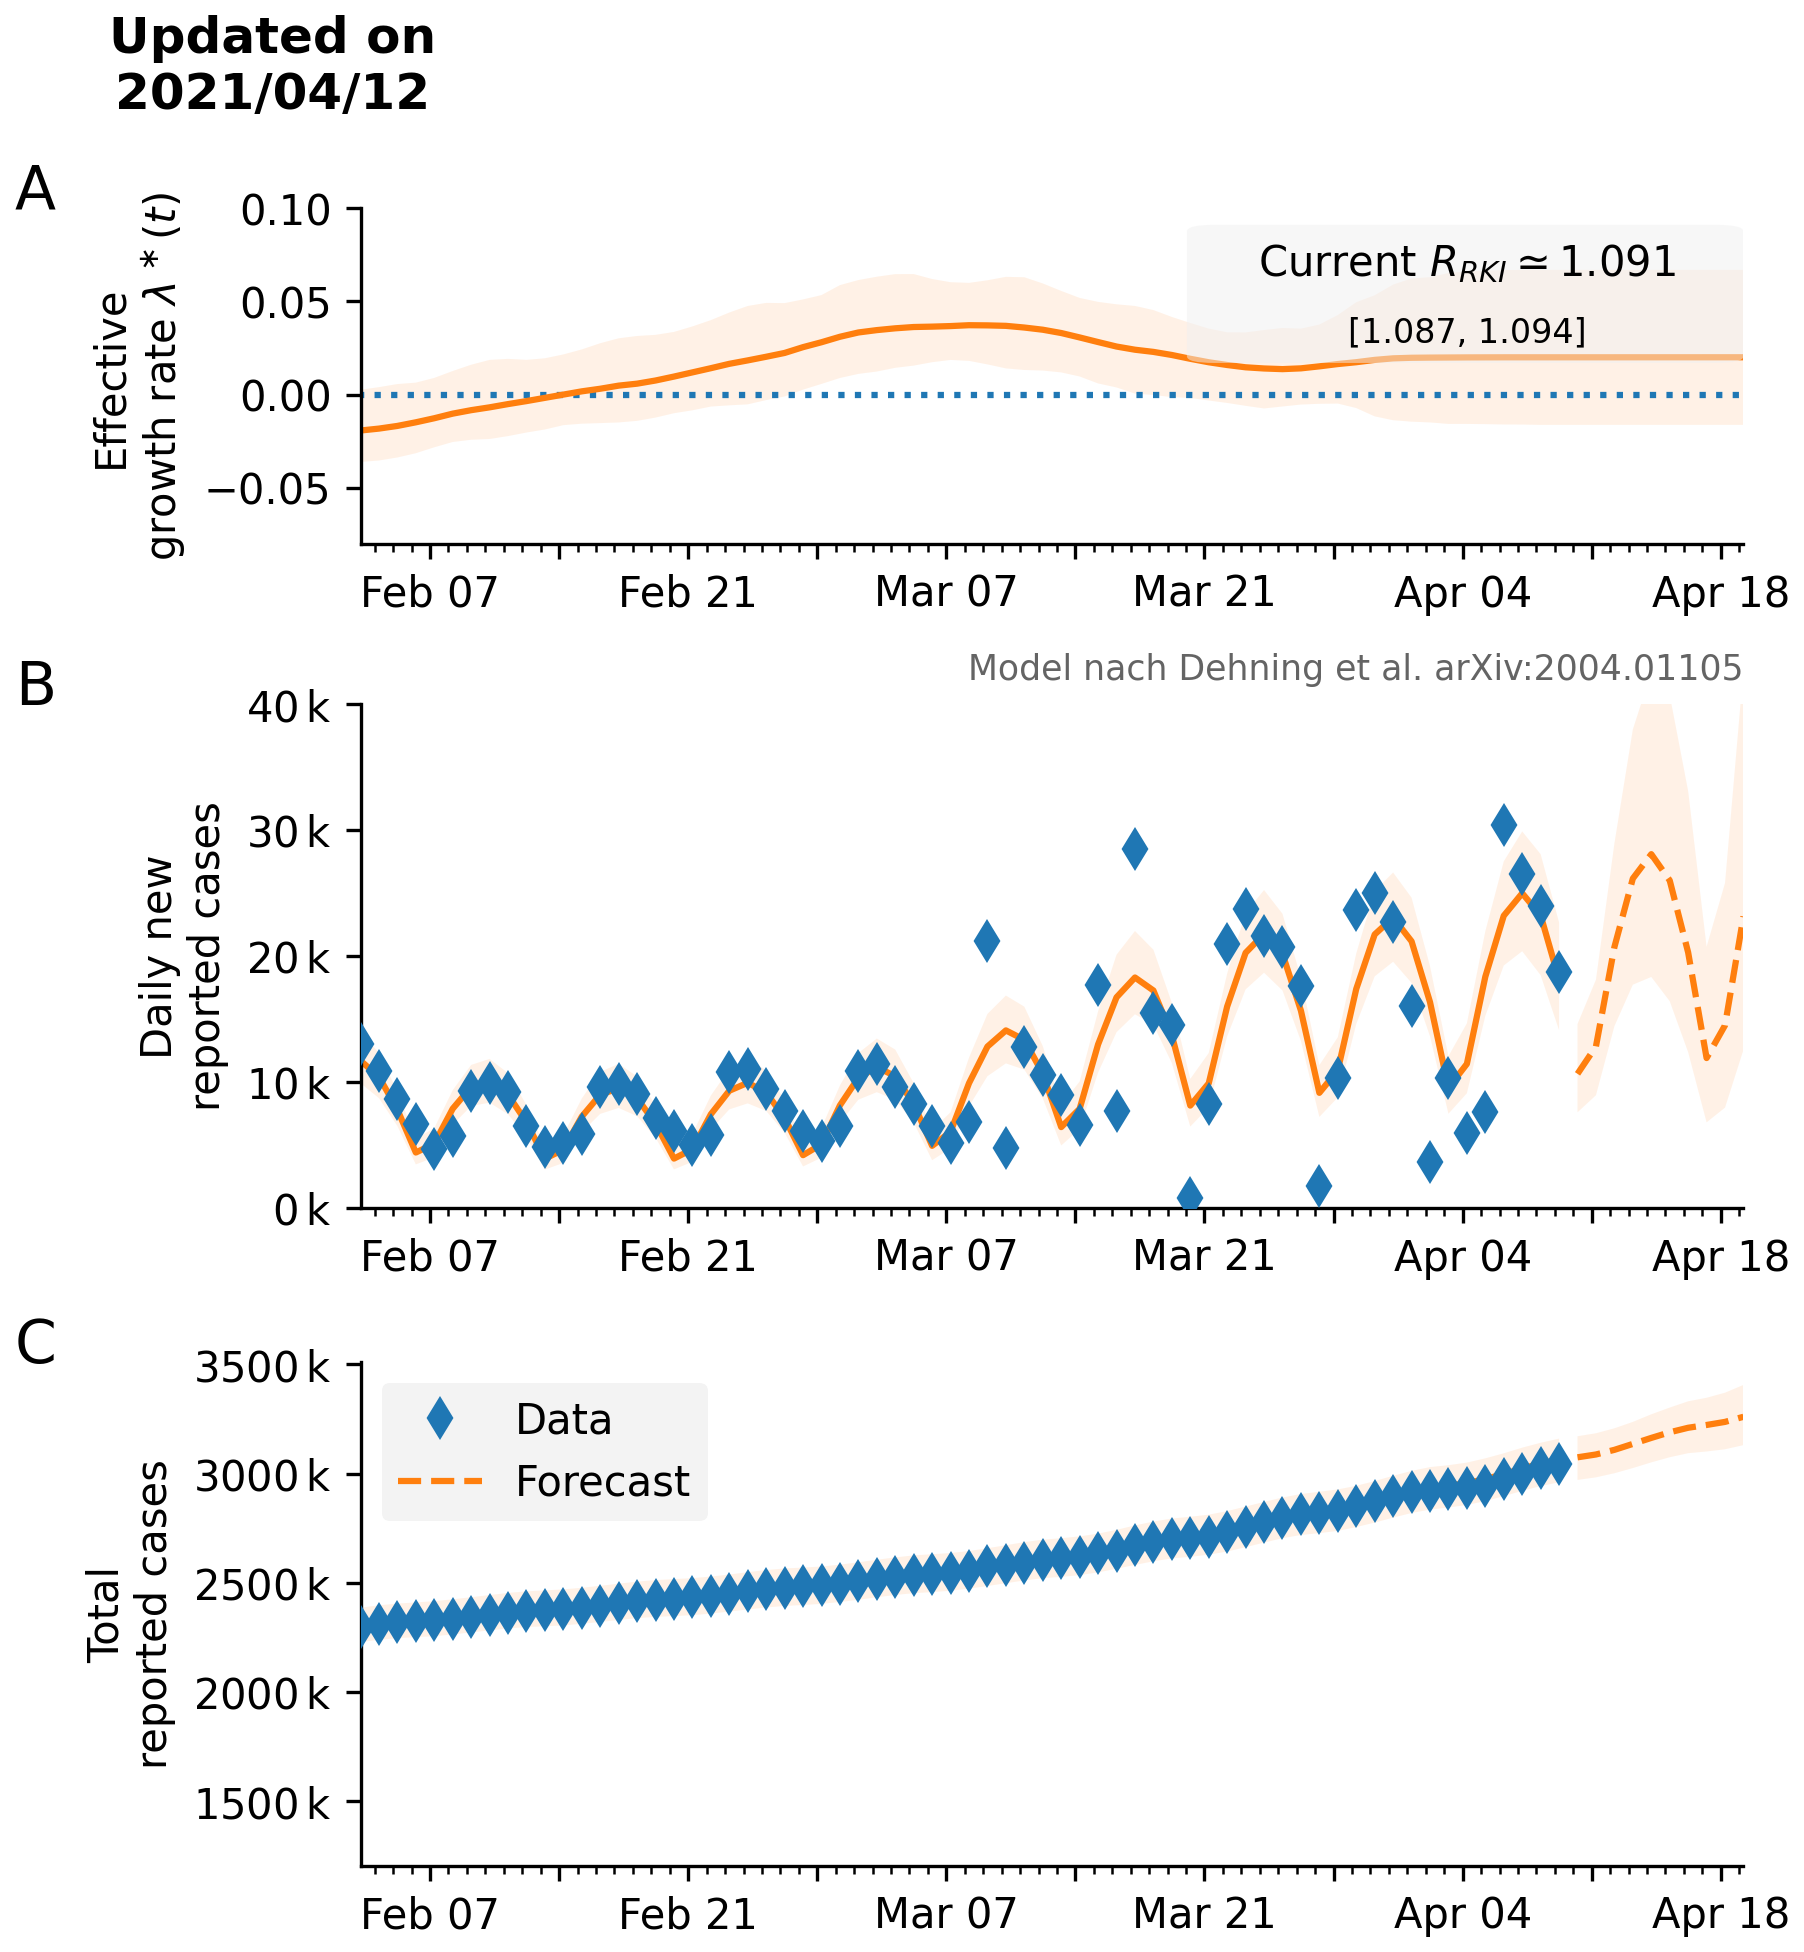 Updated on
2021/04/12
A
Effective
growth rate λ * (t)
0.10
0.05
0.00
−0.05
Current R_RKI ≃ 1.091
[1.087, 1.094]
Feb 07 Feb 21 Mar 07 Mar 21 Apr 04 Apr 18
Model nach Dehning et al. arXiv:2004.01105
B
Daily new
reported cases
40 k
30 k
20 k
10 k
0 k
Feb 07 Feb 21 Mar 07 Mar 21 Apr 04 Apr 18
C
Total
reported cases
3500 k
3000 k
2500 k
2000 k
1500 k
Data
Forecast
Feb 07 Feb 21 Mar 07 Mar 21 Apr 04 Apr 18